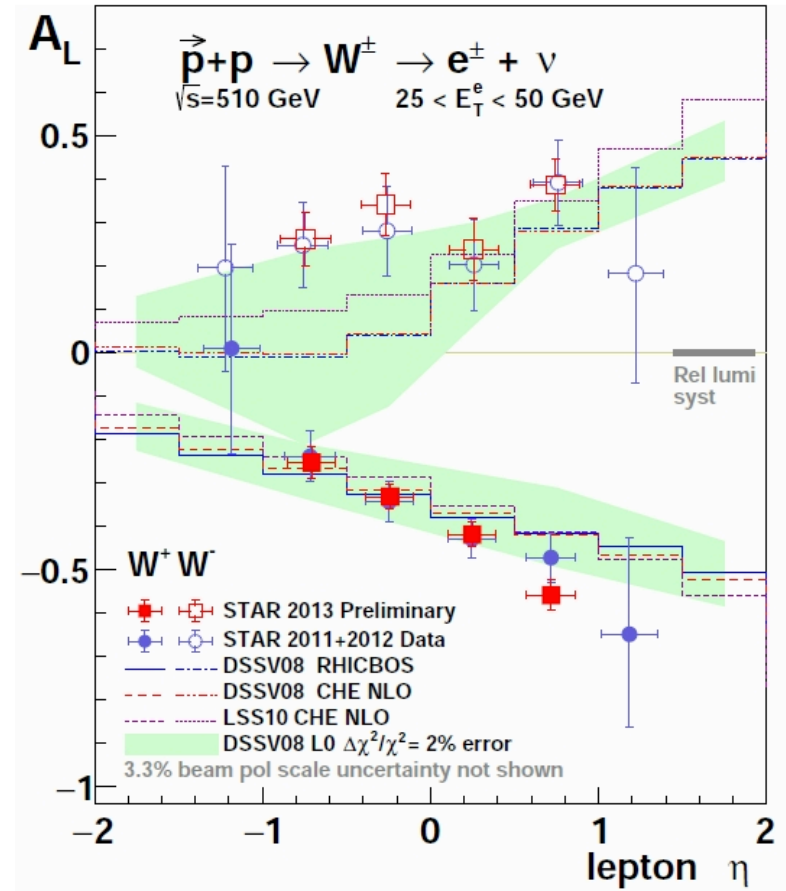 A_L
p⃗+p → W± → e± + ν
√s=510 GeV 25 < E_T^e < 50 GeV
0.5
0
Rel lumi
syst
−0.5
W⁺ W⁻
STAR 2013 Preliminary
STAR 2011+2012 Data
DSSV08 RHICBOS
DSSV08 CHE NLO
LSS10 CHE NLO
DSSV08 L0 Δχ²/χ²= 2% error
3.3% beam pol scale uncertainty not shown
−1
−2 −1 0 1 2
lepton η